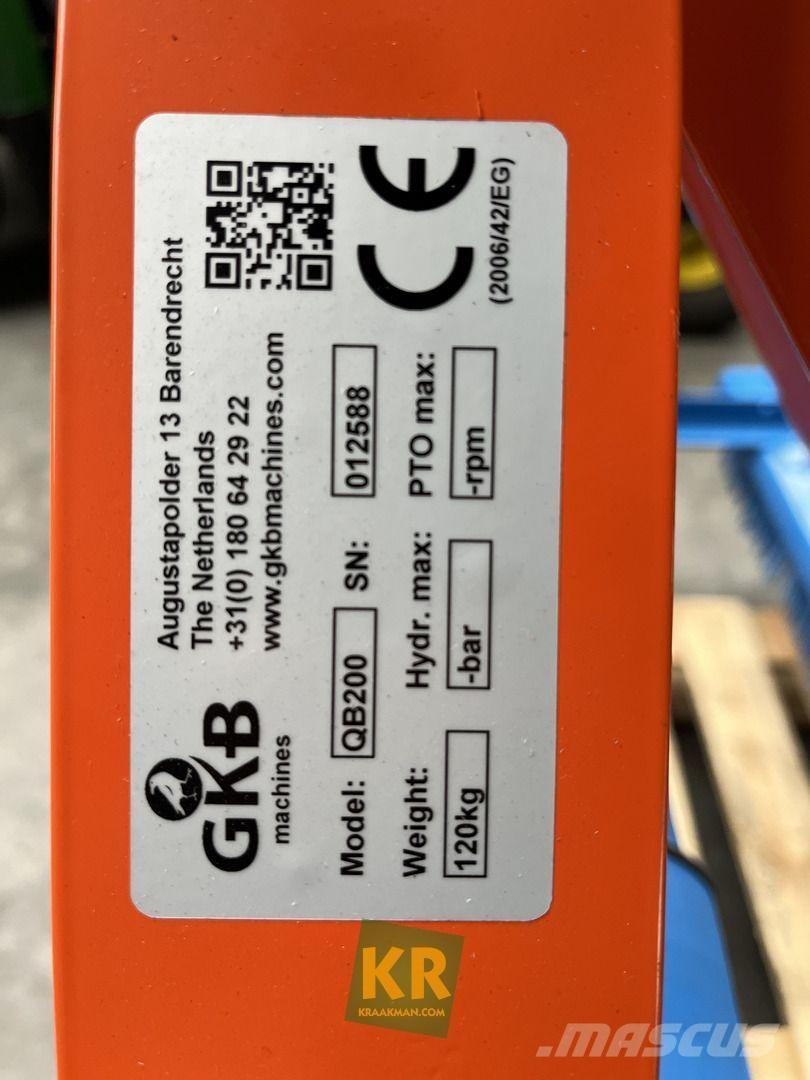 GKB
machines
Augustapolder 13 Barendrecht
The Netherlands
+31(0) 180 64 29 22
www.gkbmachines.com
Model: QB200 SN: 012588
Weight: Hydr. max: PTO max:
120kg -bar -rpm
CE
(2006/42/EG)
KR
KRAAKMAN.COM
MASCUS